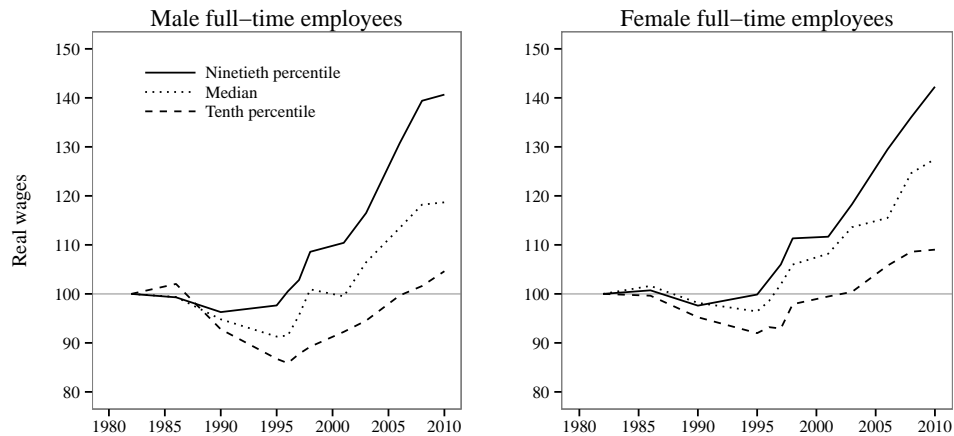 Male full−time employees
Female full−time employees
Real wages
150
140
130
120
110
100
90
80
Ninetieth percentile
Median
Tenth percentile
1980 1985 1990 1995 2000 2005 2010
150
140
130
120
110
100
90
80
1980 1985 1990 1995 2000 2005 2010